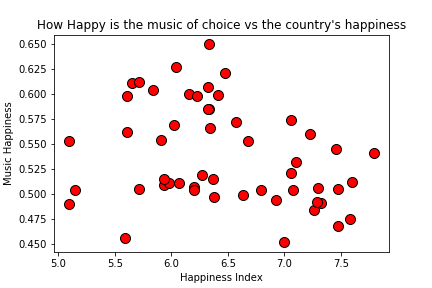 How Happy is the music of choice vs the country's happiness
0.650
0.625
0.600
0.575
0.550
0.525
0.500
0.475
0.450
Music Happiness
5.0 5.5 6.0 6.5 7.0 7.5
Happiness Index